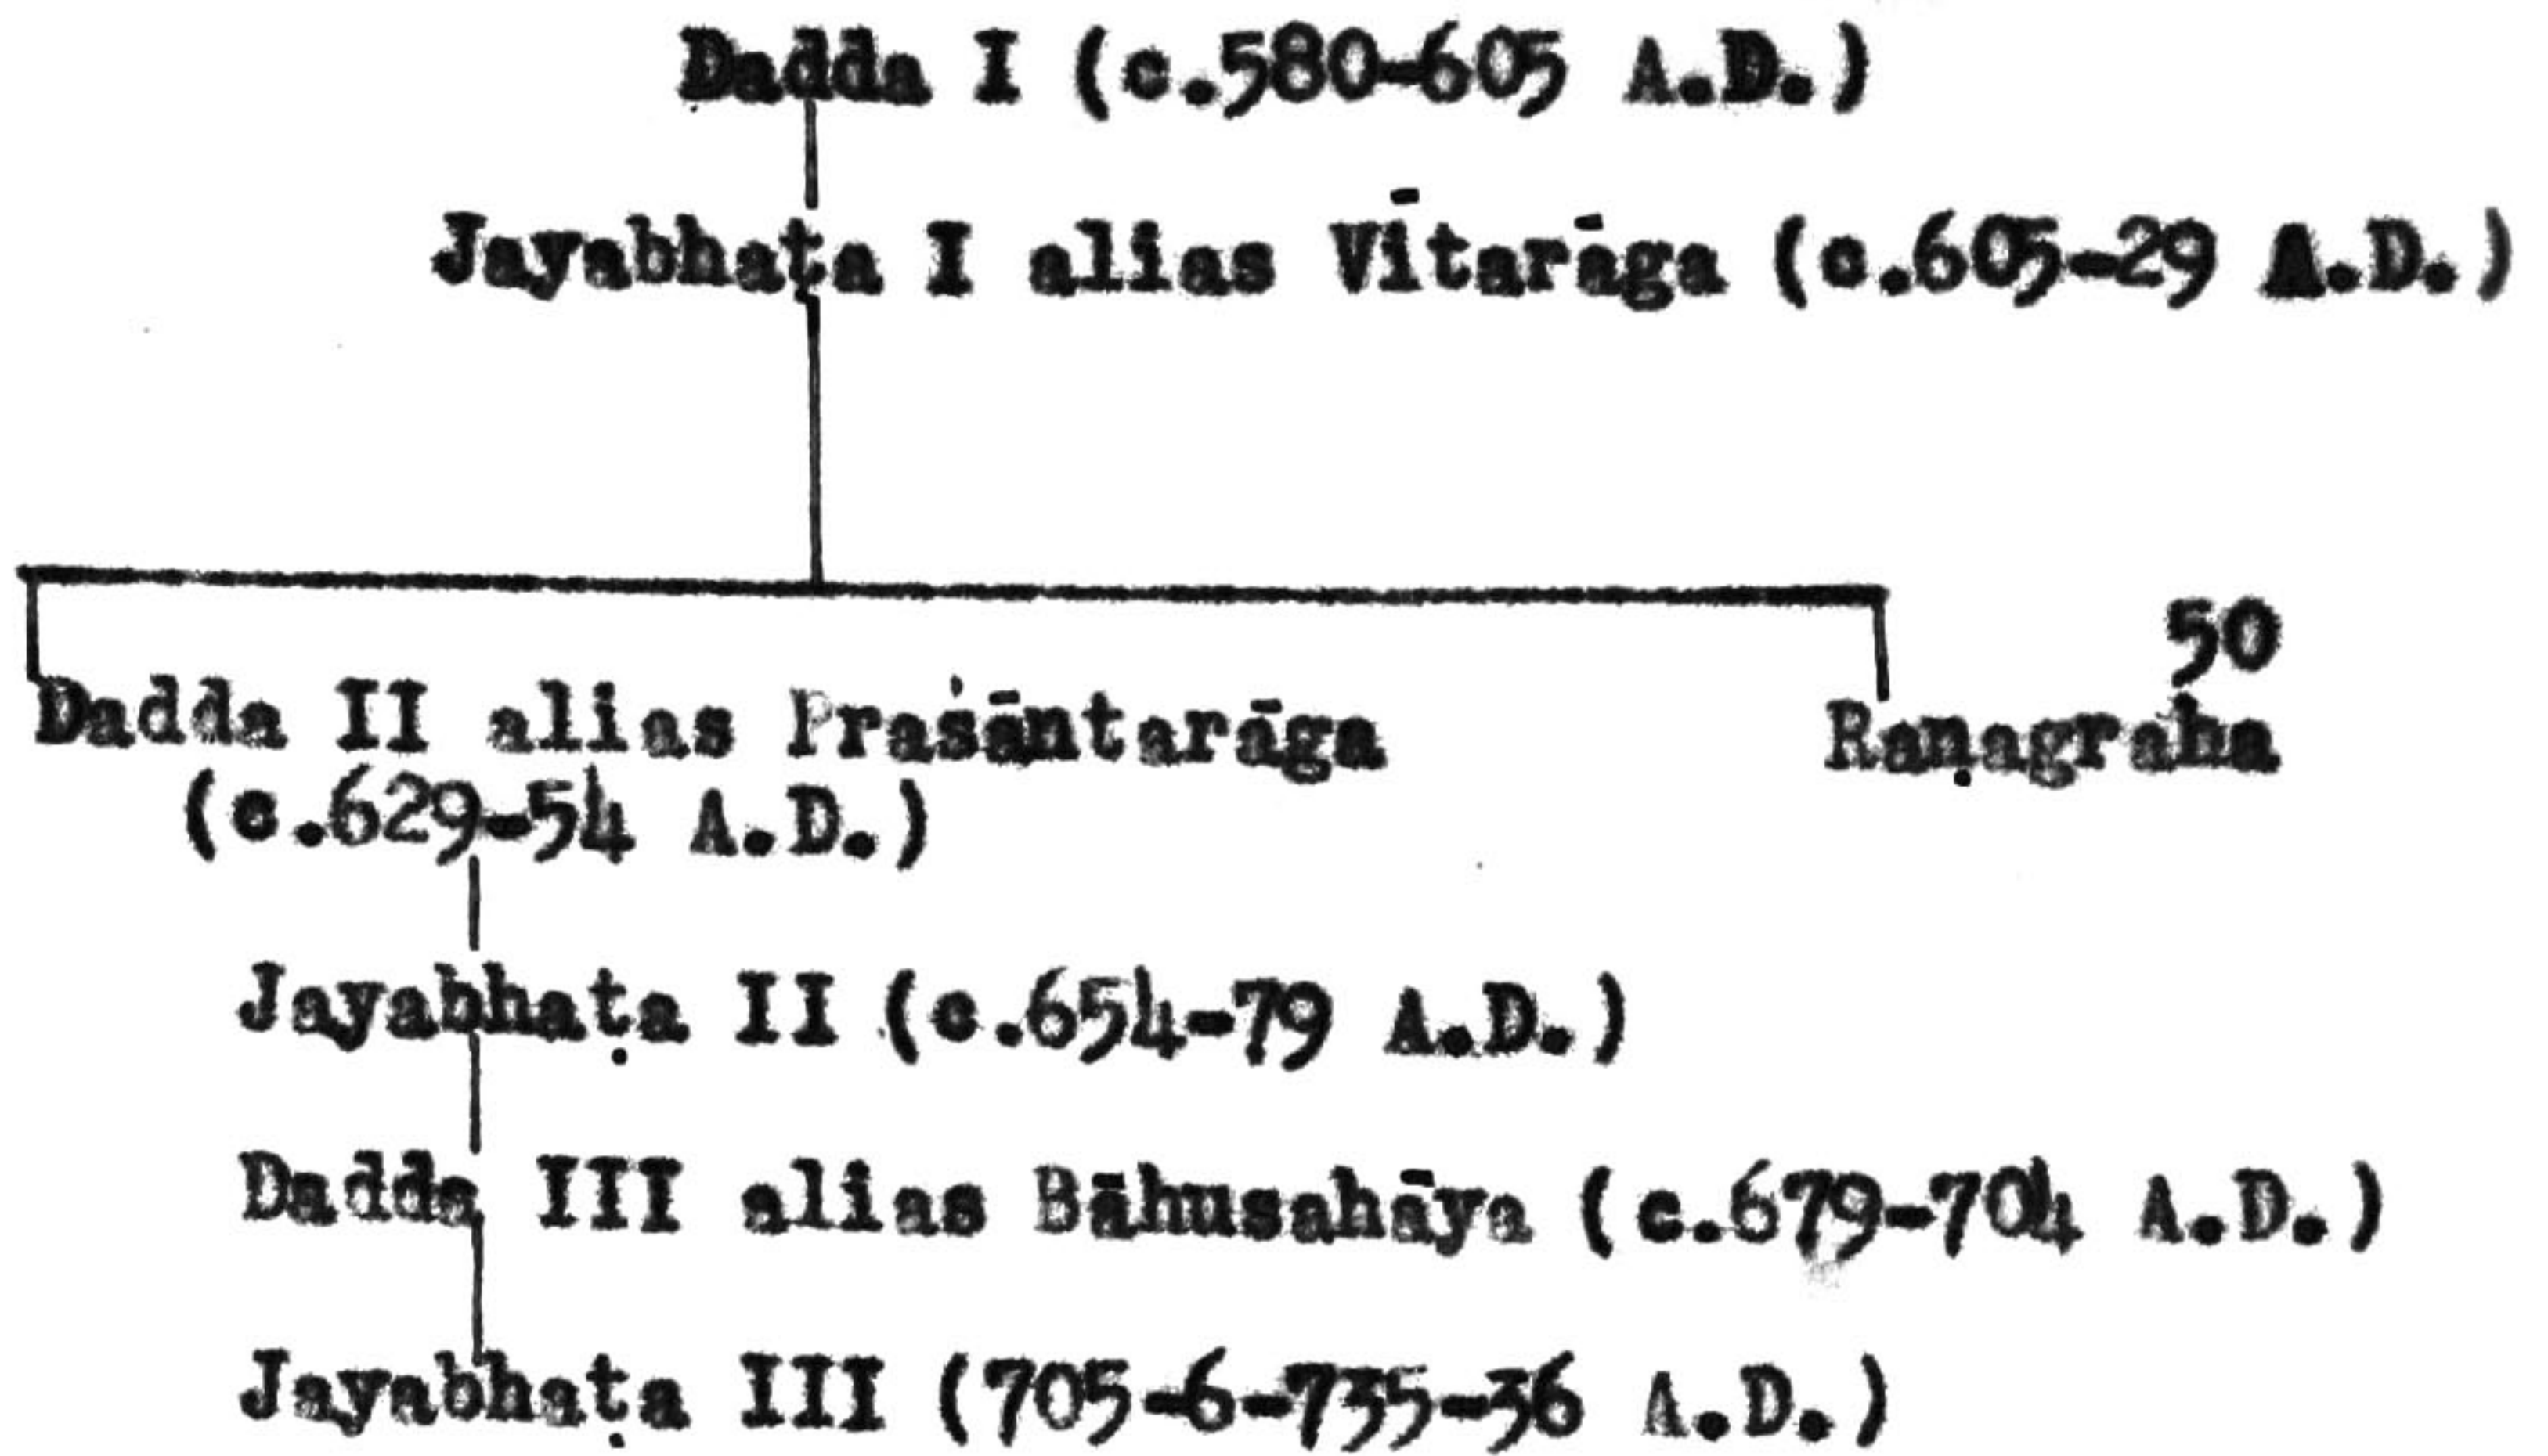 Dadda I (c.580-605 A.D.)
Jayabhaṭa I alias Vītarāga (c.605-29 A.D.)
50
Dadda II alias Praśāntarāga Raṇagraha
(c.629-54 A.D.)
Jayabhaṭa II (c.654-79 A.D.)
Dadda III alias Bāhusahāya (c.679-704 A.D.)
Jayabhaṭa III (705-6-735-36 A.D.)